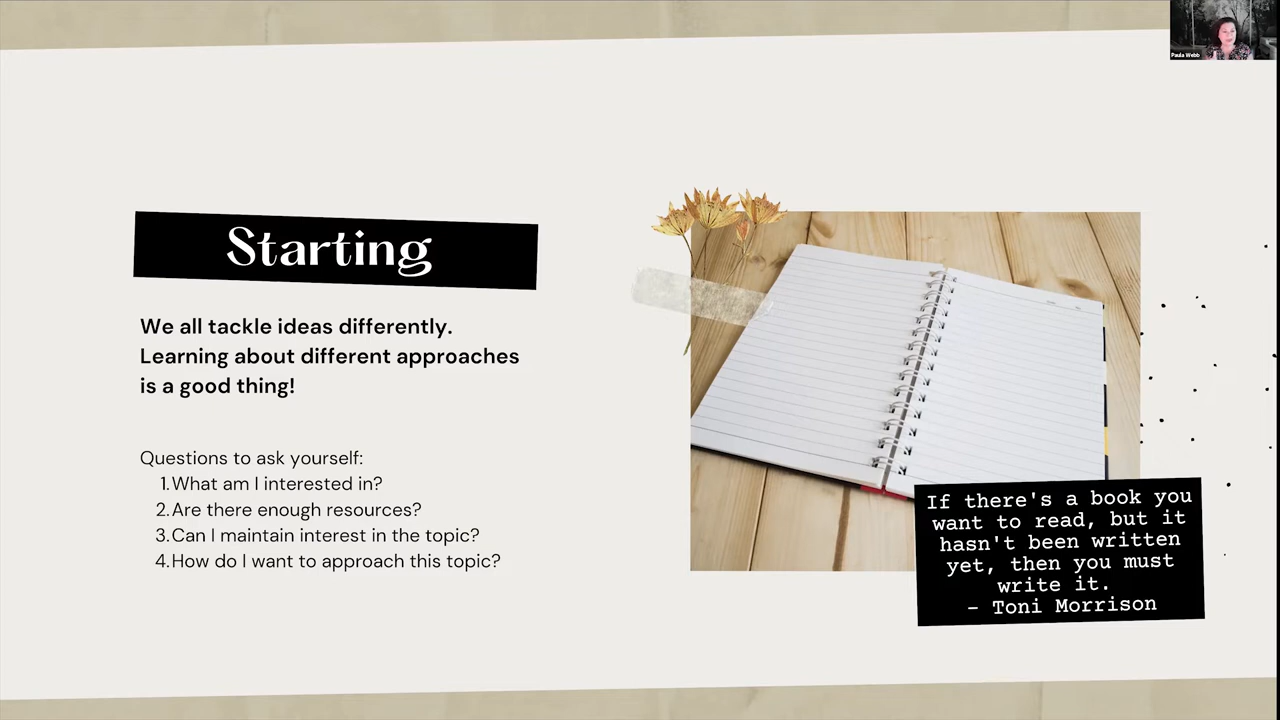 Paula Webb
Starting
We all tackle ideas differently.
Learning about different approaches
is a good thing!
Questions to ask yourself:
1. What am I interested in?
2. Are there enough resources?
3. Can I maintain interest in the topic?
4. How do I want to approach this topic?
If there's a book you
want to read, but it
hasn't been written
yet, then you must
write it.
– Toni Morrison